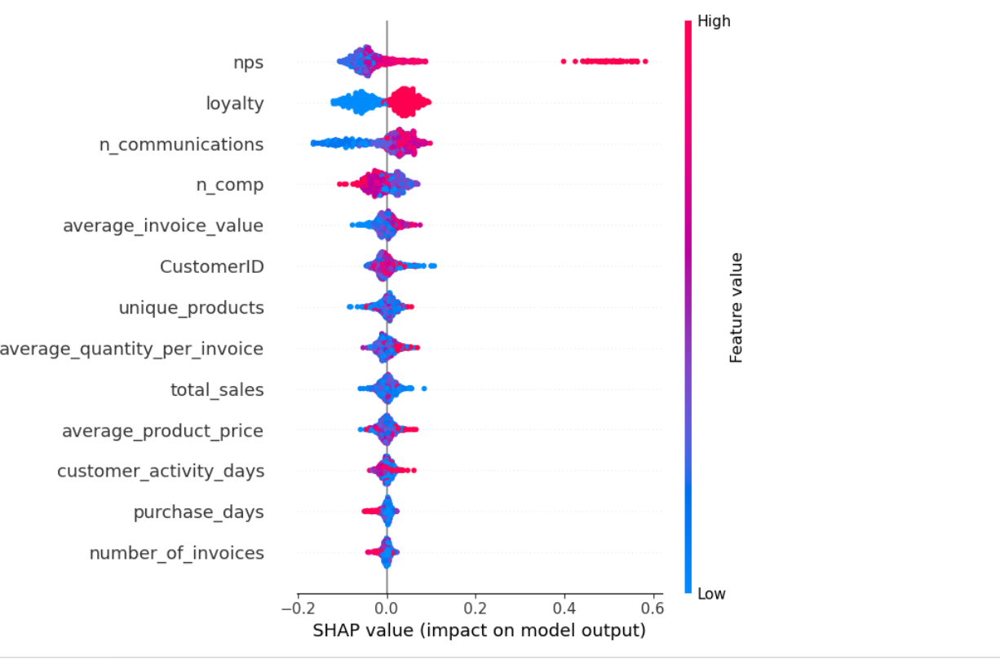 High
nps
loyalty
n_communications
n_comp
average_invoice_value
CustomerID
unique_products
average_quantity_per_invoice
total_sales
average_product_price
customer_activity_days
purchase_days
number_of_invoices
Feature value
Low
−0.2 0.0 0.2 0.4 0.6
SHAP value (impact on model output)